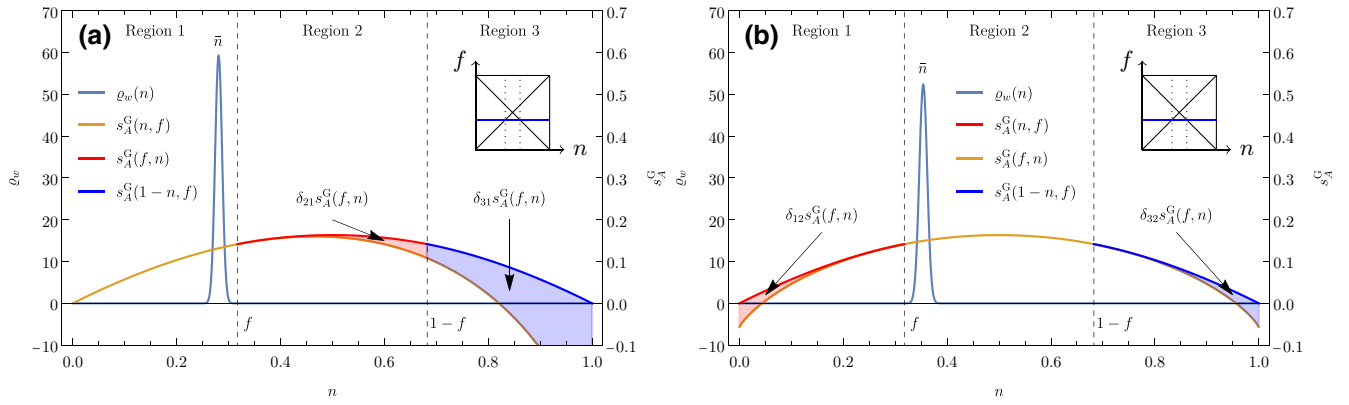 (a)
Region 1
Region 2
Region 3
n̄
ϱ_w(n)
s_A^G(n, f)
s_A^G(f, n)
s_A^G(1 − n, f)
δ_21 s_A^G(f, n)
δ_31 s_A^G(f, n)
f
n
f
1 − f
70
60
50
40
30
20
10
0
−10
ϱ_w
0.7
0.6
0.5
0.4
0.3
0.2
0.1
0.0
−0.1
s_A^G
0.0 0.2 0.4 0.6 0.8 1.0
n
(b)
Region 1
Region 2
Region 3
n̄
ϱ_w(n)
s_A^G(n, f)
s_A^G(f, n)
s_A^G(1 − n, f)
δ_12 s_A^G(f, n)
δ_32 s_A^G(f, n)
f
n
f
1 − f
70
60
50
40
30
20
10
0
−10
ϱ_w
0.7
0.6
0.5
0.4
0.3
0.2
0.1
0.0
−0.1
s_A^G
0.0 0.2 0.4 0.6 0.8 1.0
n